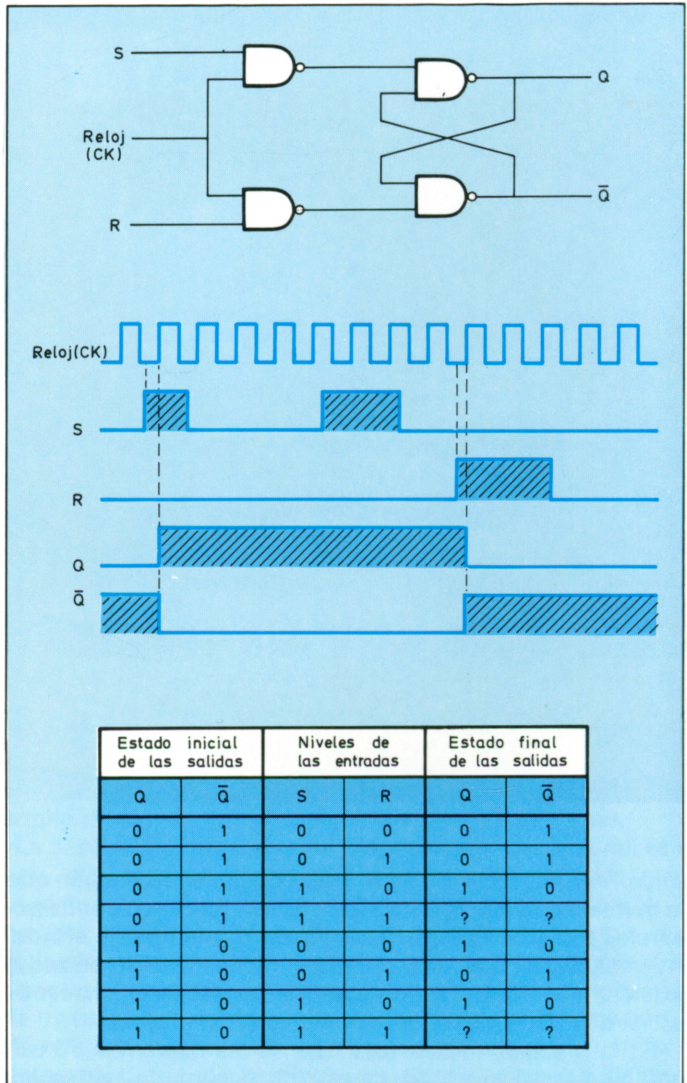 S
Q
Reloj
(CK)
Q̅
R
Reloj(CK)
S
R
Q
Q̅
Estado inicial de las salidas Niveles de las entradas Estado final de las salidas
Q Q̅ S R Q Q̅
0 1 0 0 0 1
0 1 0 1 0 1
0 1 1 0 1 0
0 1 1 1 ? ?
1 0 0 0 1 0
1 0 0 1 0 1
1 0 1 0 1 0
1 0 1 1 ? ?